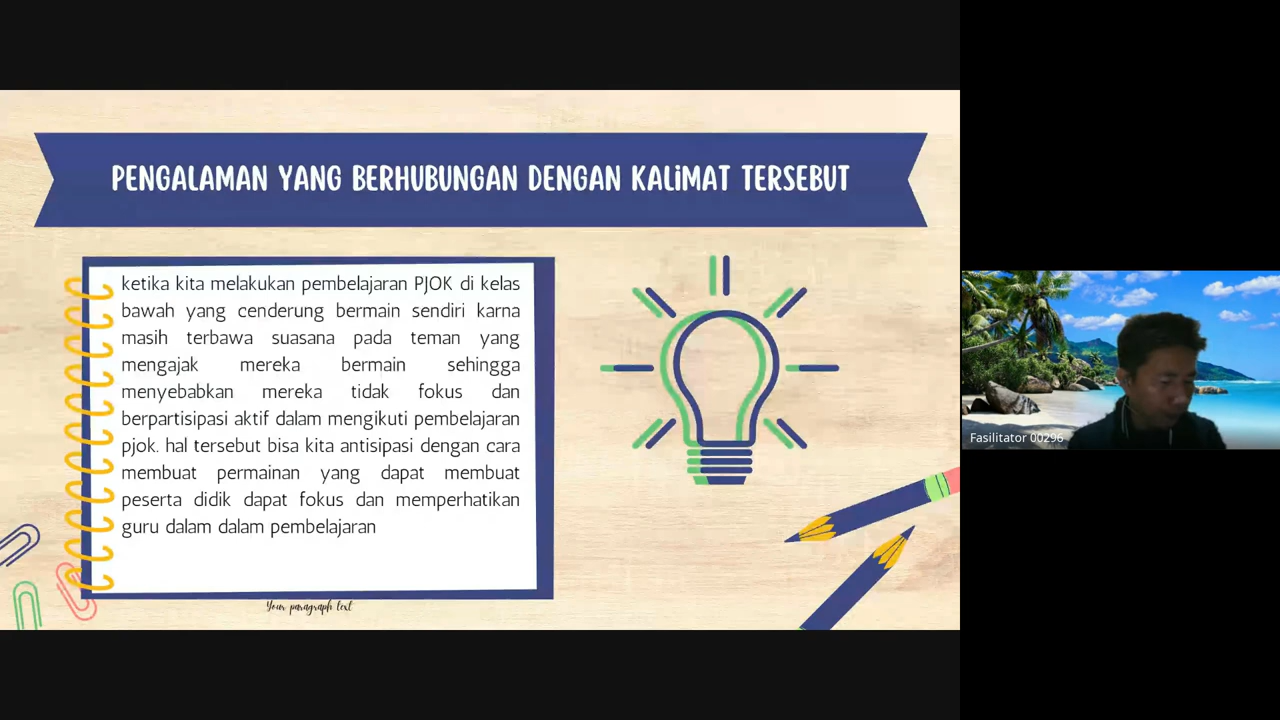 PENGALAMAN YANG BERHUBUNGAN DENGAN KALIMAT TERSEBUT
ketika kita melakukan pembelajaran PJOK di kelas
bawah yang cenderung bermain sendiri karna
masih terbawa suasana pada teman yang
mengajak mereka bermain sehingga
menyebabkan mereka tidak fokus dan
berpartisipasi aktif dalam mengikuti pembelajaran
pjok. hal tersebut bisa kita antisipasi dengan cara
membuat permainan yang dapat membuat
peserta didik dapat fokus dan memperhatikan
guru dalam dalam pembelajaran
Your paragraph text
Fasilitator 00296